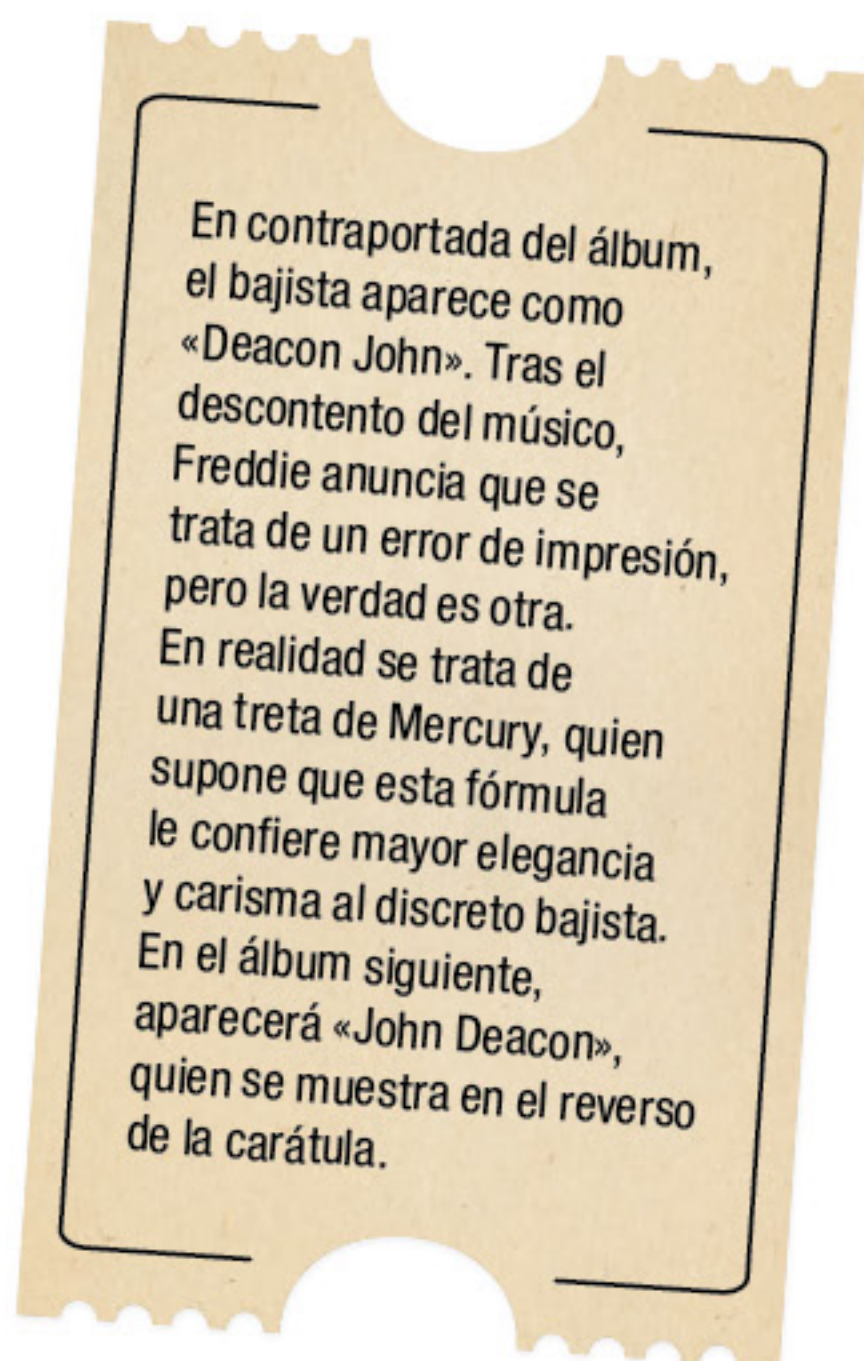 En contraportada del álbum,
el bajista aparece como
«Deacon John». Tras el
descontento del músico,
Freddie anuncia que se
trata de un error de impresión,
pero la verdad es otra.
En realidad se trata de
una treta de Mercury, quien
supone que esta fórmula
le confiere mayor elegancia
y carisma al discreto bajista.
En el álbum siguiente,
aparecerá «John Deacon»,
quien se muestra en el reverso
de la carátula.